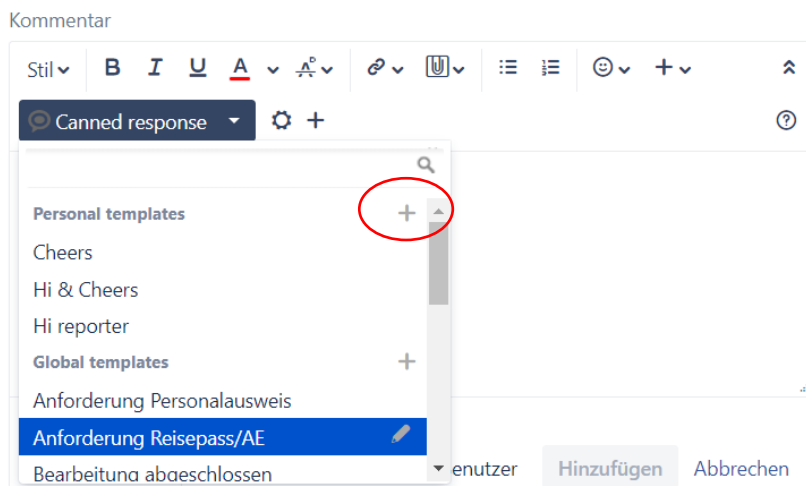 Kommentar
Stil B I U A
Canned response
Personal templates
Cheers
Hi & Cheers
Hi reporter
Global templates
Anforderung Personalausweis
Anforderung Reisepass/AE
Bearbeitung abgeschlossen
enutzer Hinzufügen Abbrechen